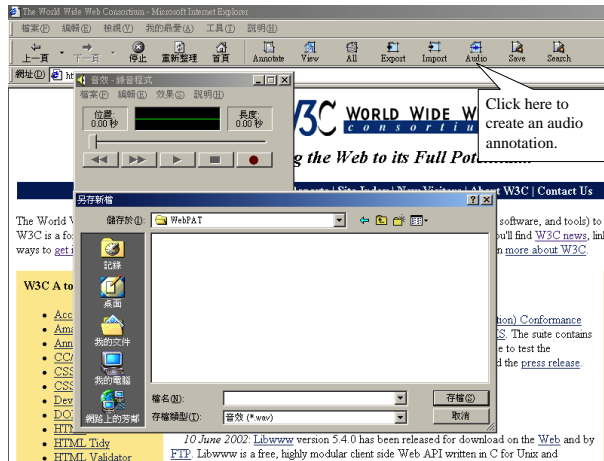 The World Wide Web Consortium - Microsoft Internet Explorer
檔案(F) 編輯(E) 檢視(V) 我的最愛(A) 工具(T) 說明(H)
上一頁 下一頁 停止 重新整理 首頁 Annotate View All Export Import Audio Save Search
網址(D) ht
音效 - 錄音程式
檔案(F) 編輯(E) 效果(S) 說明(H)
位置: 長度:
0.00 秒 0.00 秒
Click here to
create an audio
annotation.
W3C WORLD WIDE W
consortiu
g the Web to its Full Pot
Site Index | New Visitors | About W3C | Contact Us
另存新檔
儲存於(I): WebPAT
記錄
桌面
我的文件
我的電腦
網路上的芳鄰
檔名(N): 存檔(S)
存檔類型(T): 音效 (*.wav) 取消
The World W software, and tools) to
W3C is a fo u'll find W3C news, lin
ways to get i n more about W3C.
W3C A to
Acc
Ama
Ann
CC/
CSS
CSS
Dev
DO
HTM
HTML Tidy
HTML Validator
tion) Conformance
S. The suite contains
e to test the
d the press release.
10 June 2002: Libwww version 5.4.0 has been released for download on the Web and by
FTP. Libwww is a free, highly modular client side Web API written in C for Unix and